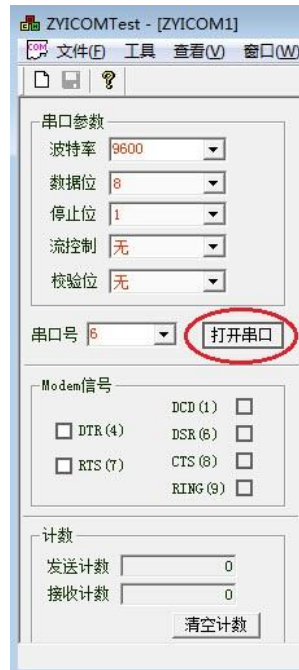 ZYICOMTest - [ZYICOM1]
文件(F) 工具 查看(V) 窗口(W)
串口参数
波特率 9600
数据位 8
停止位 1
流控制 无
校验位 无
串口号 6 打开串口
Modem信号
DCD(1)
DTR(4) DSR(6)
RTS(7) CTS(8)
RING(9)
计数
发送计数 0
接收计数 0
清空计数